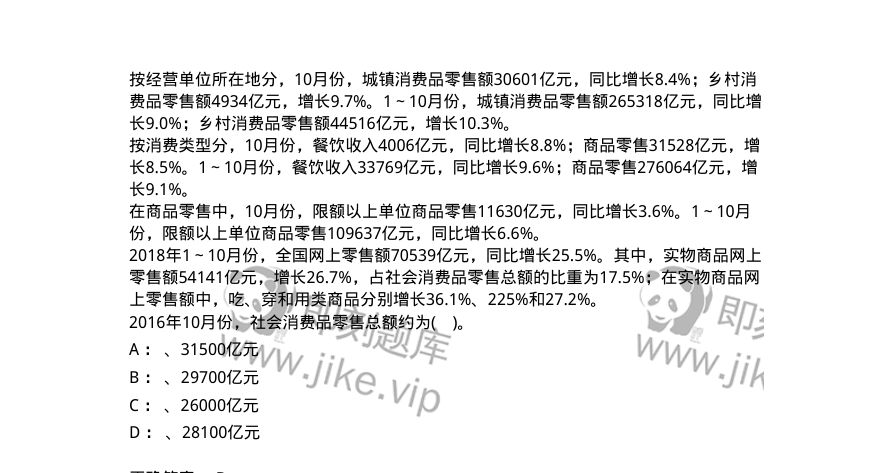 按经营单位所在地分，10月份，城镇消费品零售额30601亿元，同比增长8.4%；乡村消
费品零售额4934亿元，增长9.7%。1～10月份，城镇消费品零售额265318亿元，同比增
长9.0%；乡村消费品零售额44516亿元，增长10.3%。
按消费类型分，10月份，餐饮收入4006亿元，同比增长8.8%；商品零售31528亿元，增
长8.5%。1～10月份，餐饮收入33769亿元，同比增长9.6%；商品零售276064亿元，增
长9.1%。
在商品零售中，10月份，限额以上单位商品零售11630亿元，同比增长3.6%。1～10月
份，限额以上单位商品零售109637亿元，同比增长6.6%。
2018年1～10月份，全国网上零售额70539亿元，同比增长25.5%。其中，实物商品网上
零售额54141亿元，增长26.7%，占社会消费品零售总额的比重为17.5%；在实物商品网
上零售额中，吃、穿和用类商品分别增长36.1%、225%和27.2%。
2016年10月份，社会消费品零售总额约为(　)。
A： 、31500亿元
B： 、29700亿元
C： 、26000亿元
D： 、28100亿元
即刻题库
www.jike.vip
即刻
www.jik